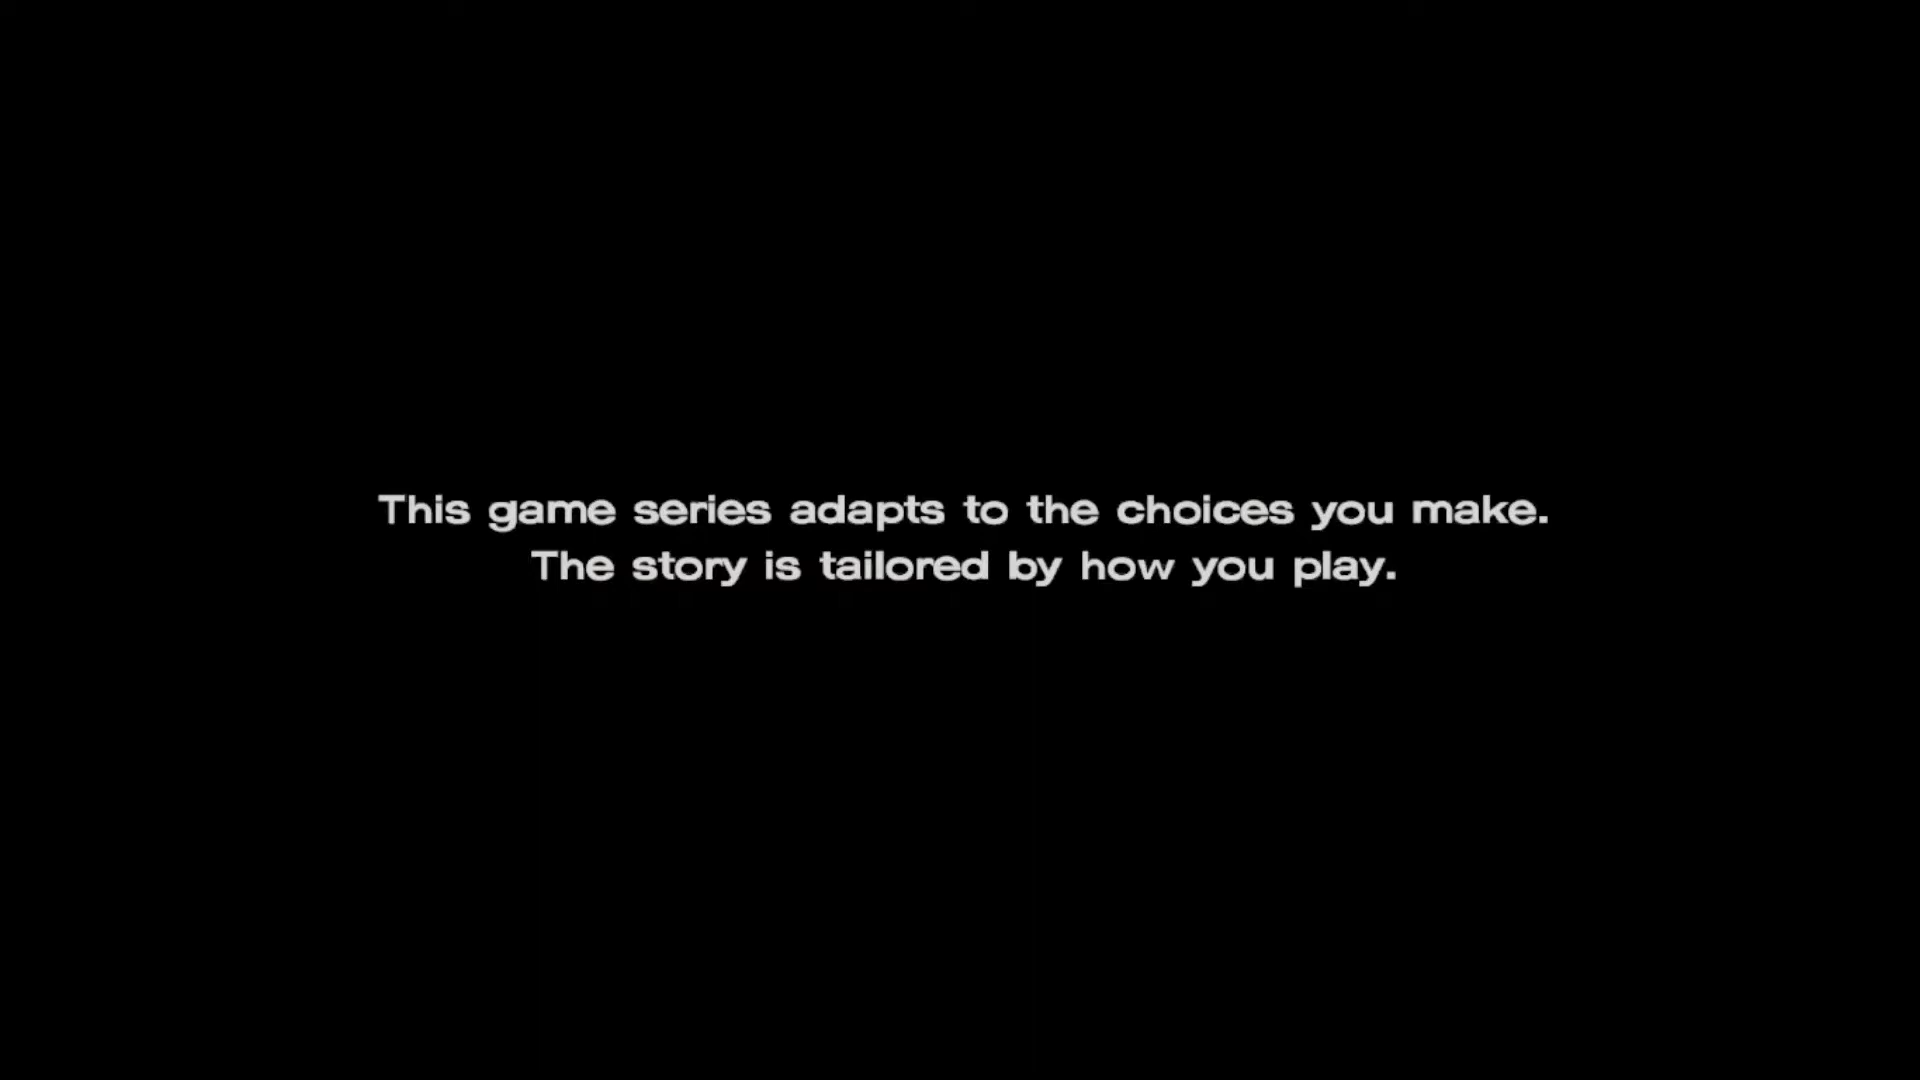 This game series adapts to the choices you make.
The story is tailored by how you play.